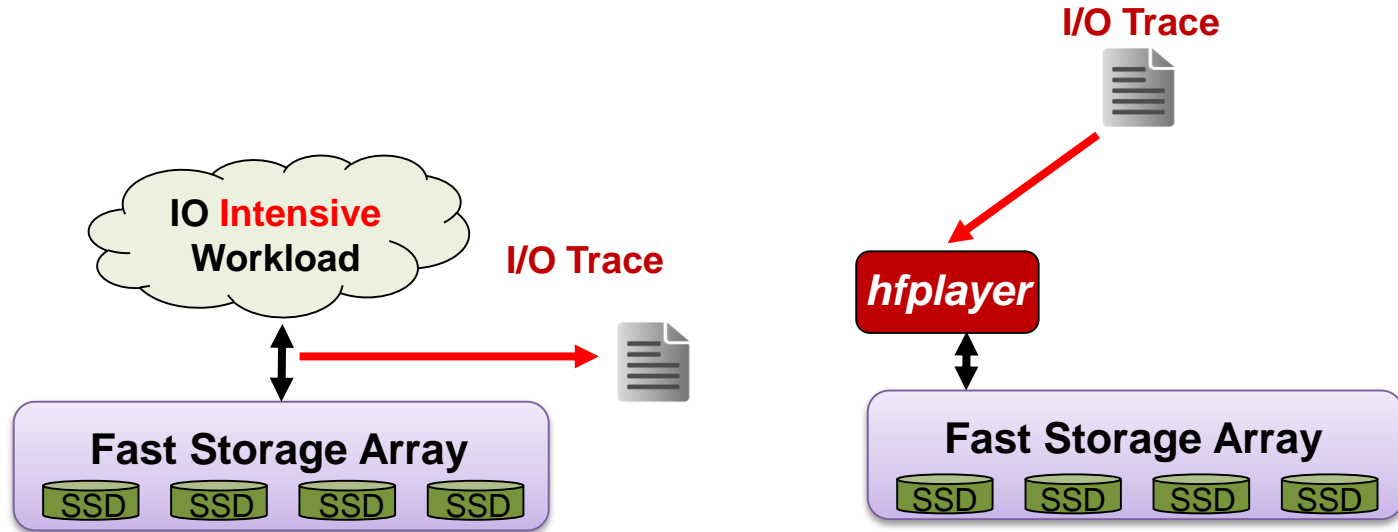 IO Intensive
Workload
I/O Trace
Fast Storage Array
SSD SSD SSD SSD
I/O Trace
hfplayer
Fast Storage Array
SSD SSD SSD SSD